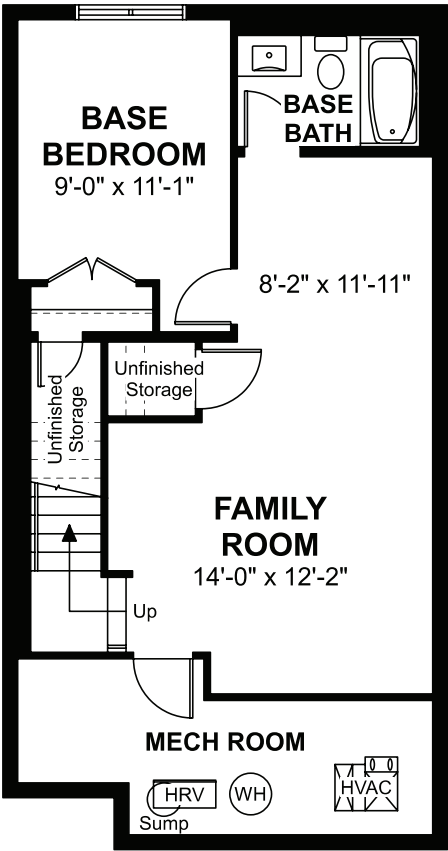 BASE
BEDROOM
9'-0" x 11'-1"
BASE
BATH
8'-2" x 11'-11"
Unfinished
Storage
Unfinished
Storage
FAMILY
ROOM
14'-0" x 12'-2"
Up
MECH ROOM
HRV
WH
HVAC
Sump